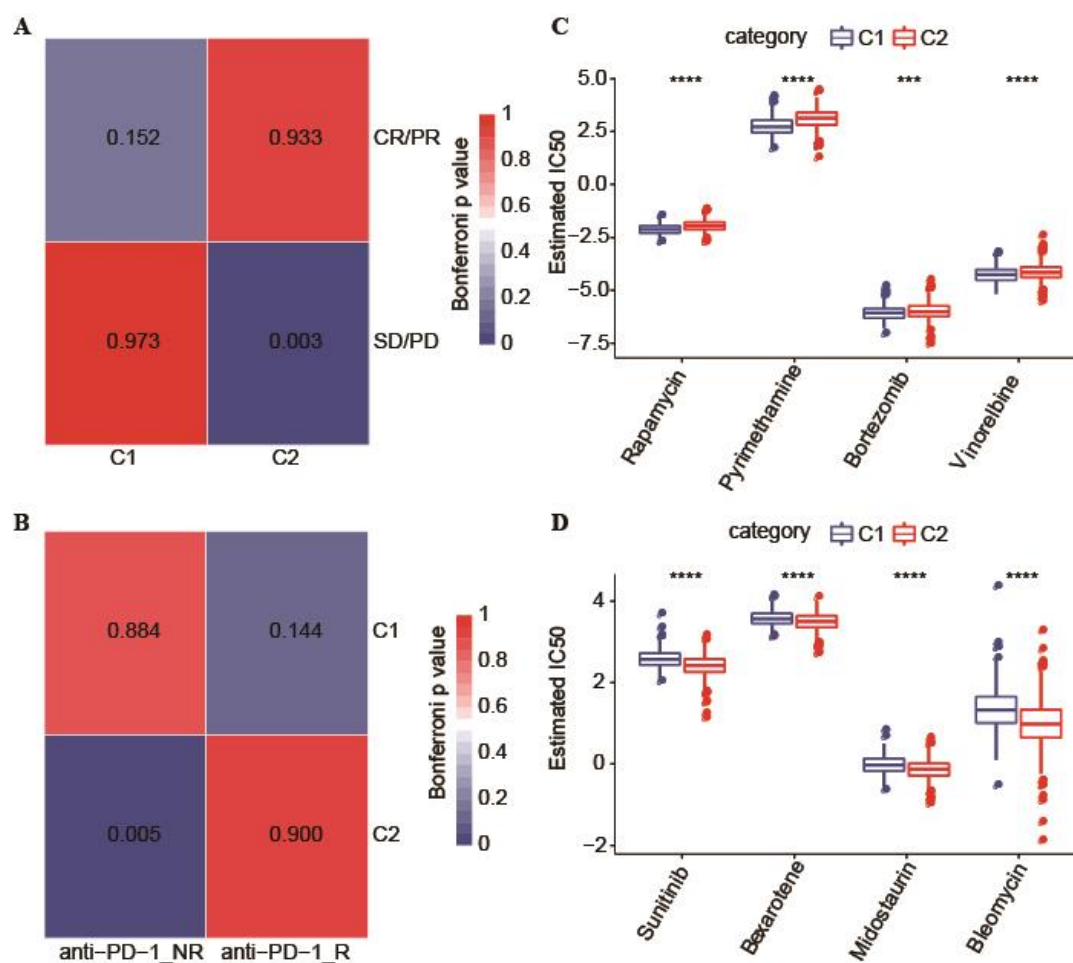 A
0.152
0.933
CR/PR
0.973
0.003
SD/PD
C1
C2
Bonferroni p value
1
0.8
0.6
0.4
0.2
0
B
0.884
0.144
C1
0.005
0.900
C2
anti−PD−1_NR
anti−PD−1_R
Bonferroni p value
1
0.8
0.6
0.4
0.2
0
C
category C1 C2
**** **** *** ****
Estimated IC50
5.0
2.5
0.0
−2.5
−5.0
−7.5
Rapamycin
Pyrimethamine
Bortezomib
Vinorelbine
D
category C1 C2
**** **** **** ****
Estimated IC50
4
2
0
−2
Sunitinib
Bexarotene
Midostaurin
Bleomycin